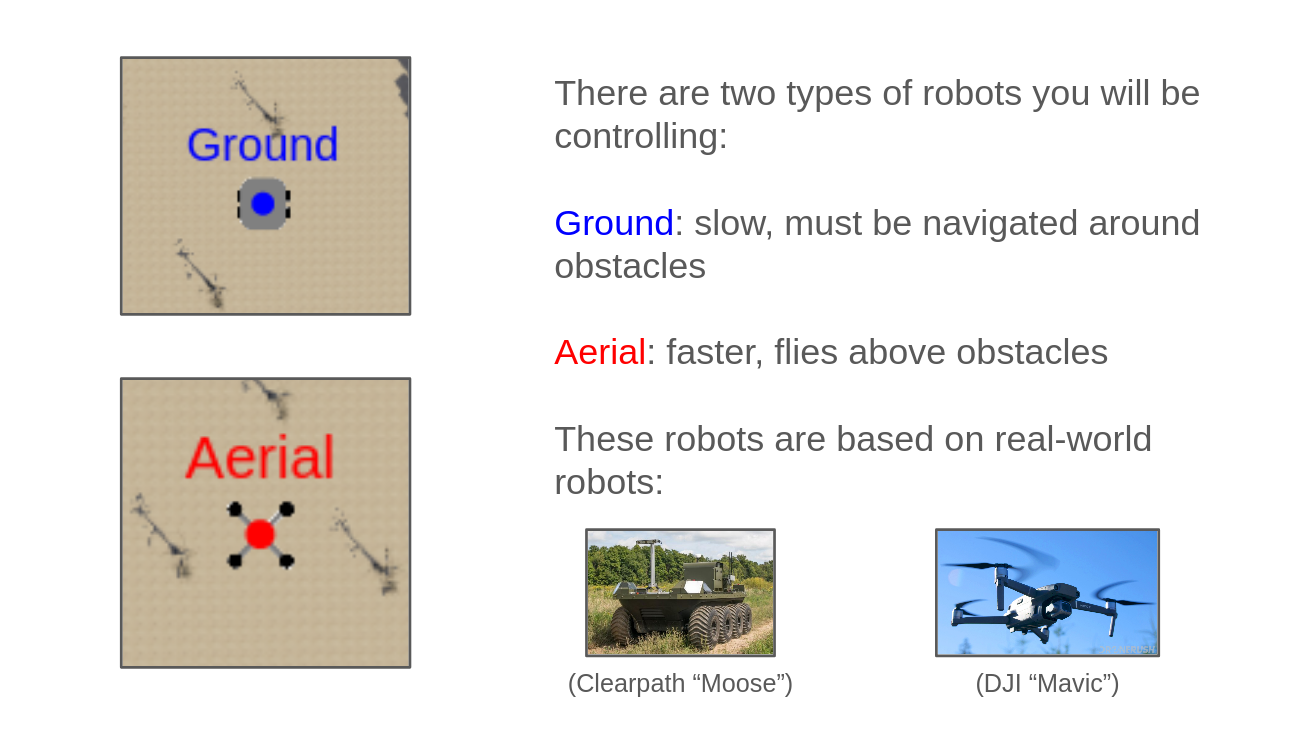 Ground
Aerial
There are two types of robots you will be
controlling:
Ground: slow, must be navigated around
obstacles
Aerial: faster, flies above obstacles
These robots are based on real-world
robots:
(Clearpath “Moose”)
(DJI “Mavic”)